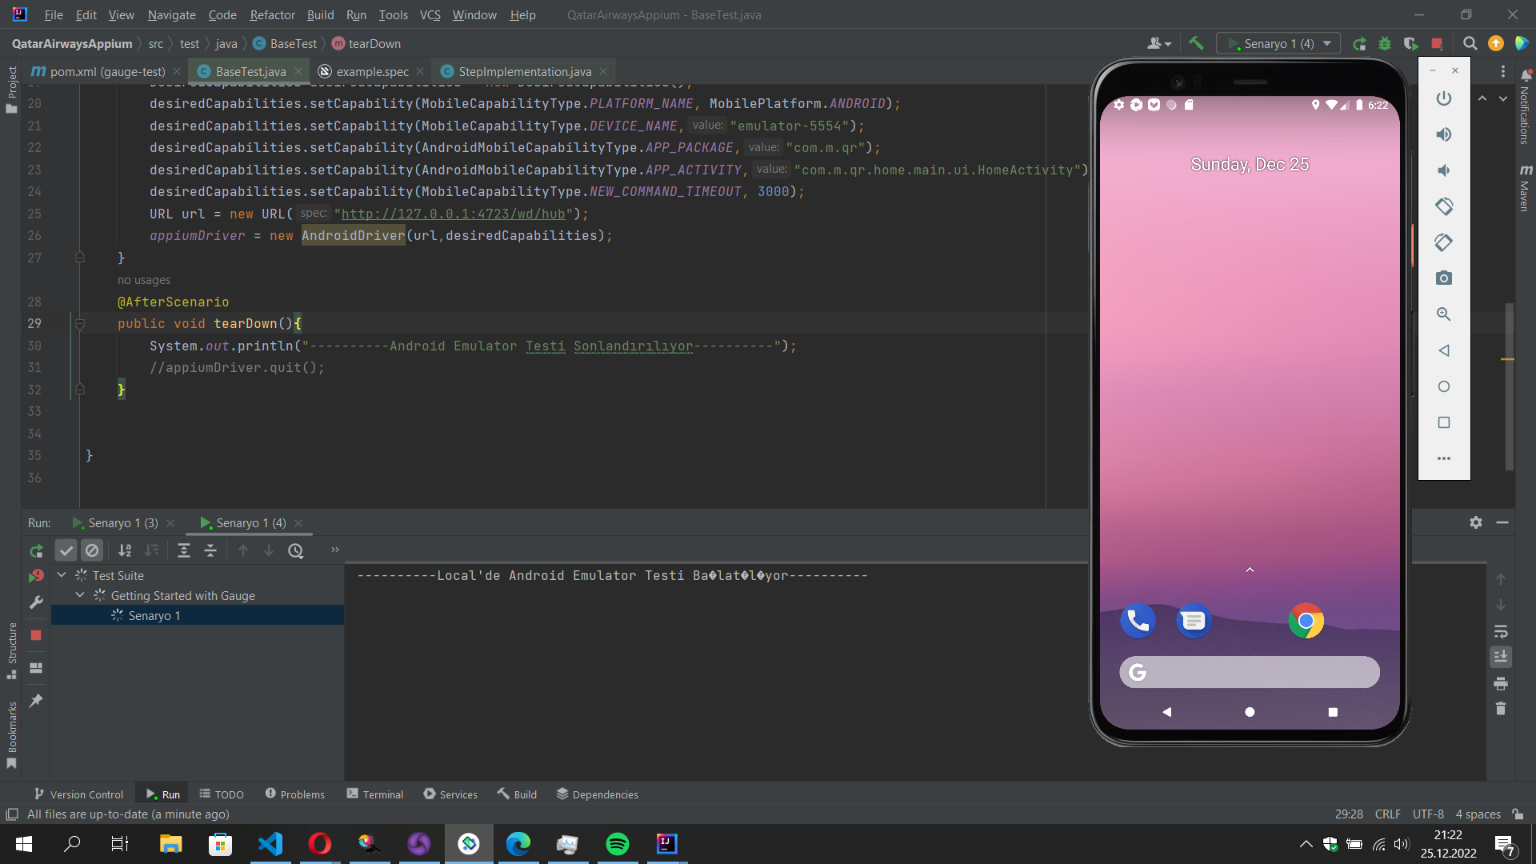 File Edit View Navigate Code Refactor Build Run Tools VCS Window Help QatarAirwaysAppium - BaseTest.java
QatarAirwaysAppium src test java BaseTest tearDown Senaryo 1 (4)
Project
pom.xml (gauge-test) BaseTest.java example.spec StepImplementation.java
20 desiredCapabilities.setCapability(MobileCapabilityType.PLATFORM_NAME, MobilePlatform.ANDROID);
21 desiredCapabilities.setCapability(MobileCapabilityType.DEVICE_NAME, value: "emulator-5554");
22 desiredCapabilities.setCapability(AndroidMobileCapabilityType.APP_PACKAGE, value: "com.m.qr");
23 desiredCapabilities.setCapability(AndroidMobileCapabilityType.APP_ACTIVITY, value: "com.m.qr.home.main.ui.HomeActivity")
24 desiredCapabilities.setCapability(MobileCapabilityType.NEW_COMMAND_TIMEOUT, 3000);
25 URL url = new URL( spec: "http://127.0.0.1:4723/wd/hub");
26 appiumDriver = new AndroidDriver(url,desiredCapabilities);
27 }
no usages
28 @AfterScenario
29 public void tearDown(){
30 System.out.println("----------Android Emulator Testi Sonlandırılıyor----------");
31 //appiumDriver.quit();
32 }
33
34
35 }
36
6:22
Sunday, Dec 25
Notifications
Maven
Run: Senaryo 1 (3) Senaryo 1 (4)
Test Suite
Getting Started with Gauge
Senaryo 1
----------Local'de Android Emulator Testi Ba�lat�l�yor----------
Structure
Bookmarks
Version Control Run TODO Problems Terminal Services Build Dependencies
All files are up-to-date (a minute ago) 29:28 CRLF UTF-8 4 spaces
21:22
25.12.2022
7